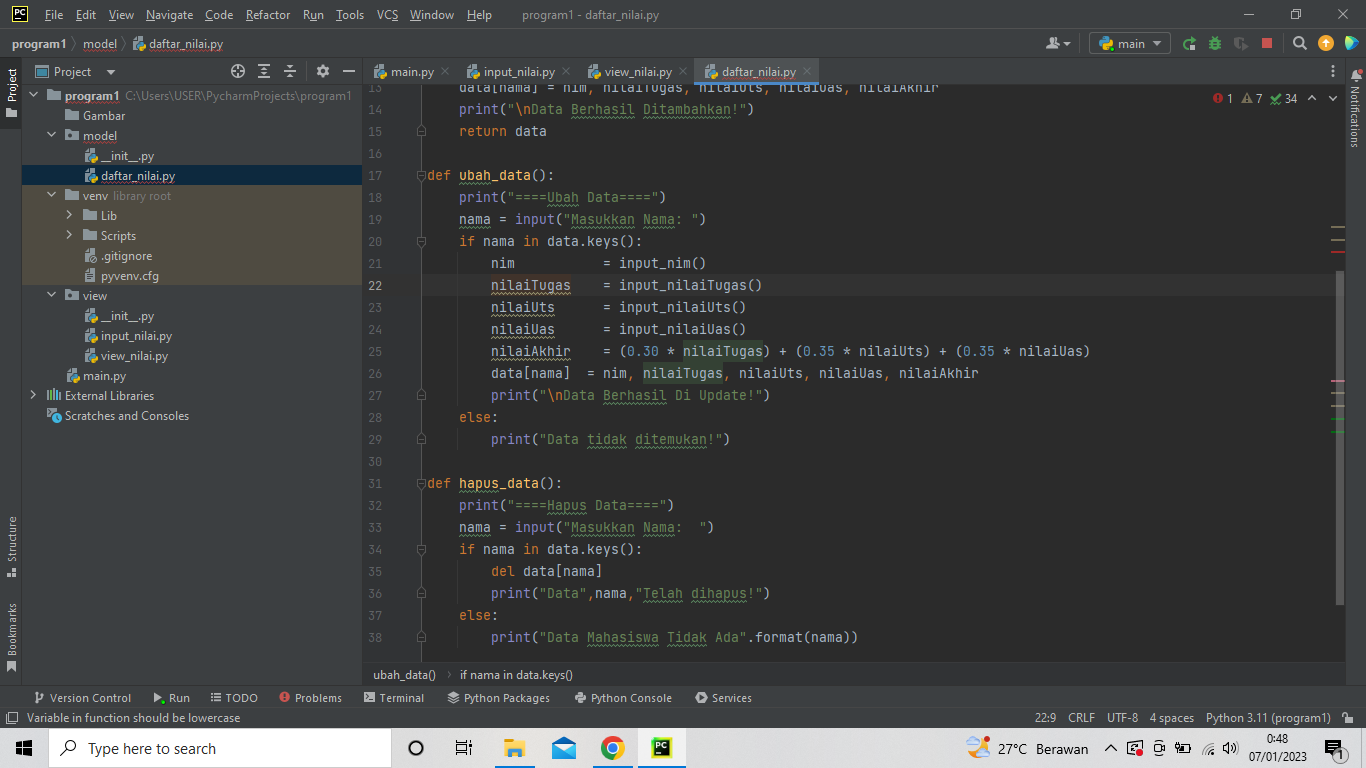 PC File Edit View Navigate Code Refactor Run Tools VCS Window Help program1 - daftar_nilai.py
program1 model daftar_nilai.py main
Project main.py input_nilai.py view_nilai.py daftar_nilai.py
Project
Structure
Bookmarks
program1 C:\Users\USER\PycharmProjects\program1
Gambar
model
__init__.py
daftar_nilai.py
venv library root
Lib
Scripts
.gitignore
pyvenv.cfg
view
__init__.py
input_nilai.py
view_nilai.py
main.py
External Libraries
Scratches and Consoles
1 7 34
Notifications
13 data[nama] = nim, nilaiTugas, nilaiUts, nilaiUas, nilaiAkhir
14 print("\nData Berhasil Ditambahkan!")
15 return data
16
17 def ubah_data():
18 print("====Ubah Data====")
19 nama = input("Masukkan Nama: ")
20 if nama in data.keys():
21 nim = input_nim()
22 nilaiTugas = input_nilaiTugas()
23 nilaiUts = input_nilaiUts()
24 nilaiUas = input_nilaiUas()
25 nilaiAkhir = (0.30 * nilaiTugas) + (0.35 * nilaiUts) + (0.35 * nilaiUas)
26 data[nama] = nim, nilaiTugas, nilaiUts, nilaiUas, nilaiAkhir
27 print("\nData Berhasil Di Update!")
28 else:
29 print("Data tidak ditemukan!")
30
31 def hapus_data():
32 print("====Hapus Data====")
33 nama = input("Masukkan Nama:  ")
34 if nama in data.keys():
35 del data[nama]
36 print("Data",nama,"Telah dihapus!")
37 else:
38 print("Data Mahasiswa Tidak Ada".format(nama))
ubah_data() if nama in data.keys()
Version Control Run TODO Problems Terminal Python Packages Python Console Services
Variable in function should be lowercase 22:9 CRLF UTF-8 4 spaces Python 3.11 (program1)
Type here to search PC 27°C Berawan 0:48
07/01/2023
1